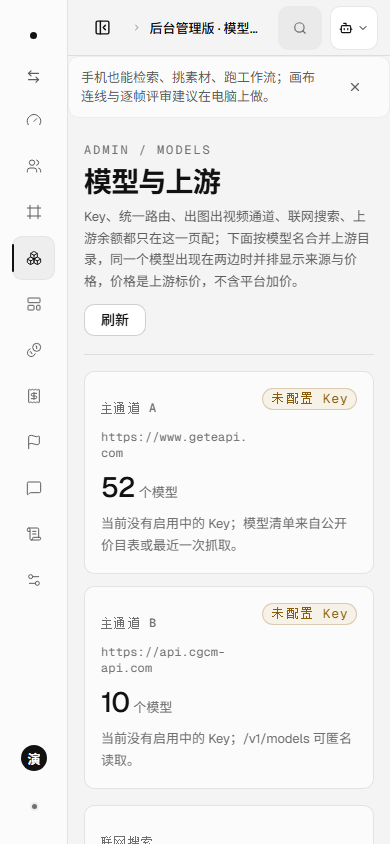 后台管理版 · 模型...
手机也能检索、挑素材、跑工作流；画布
连线与逐帧评审建议在电脑上做。
ADMIN / MODELS
模型与上游
Key、统一路由、出图出视频通道、联网搜索、上
游余额都只在这一页配；下面按模型名合并上游目
录，同一个模型出现在两边时并排显示来源与价
格，价格是上游标价，不含平台加价。
刷新
主通道 A
未配置 Key
https://www.geteapi.
com
52 个模型
当前没有启用中的 Key；模型清单来自公开
价目表或最近一次抓取。
主通道 B
未配置 Key
https://api.cgcm-
api.com
10 个模型
当前没有启用中的 Key；/v1/models 可匿名
读取。
联网搜索
演